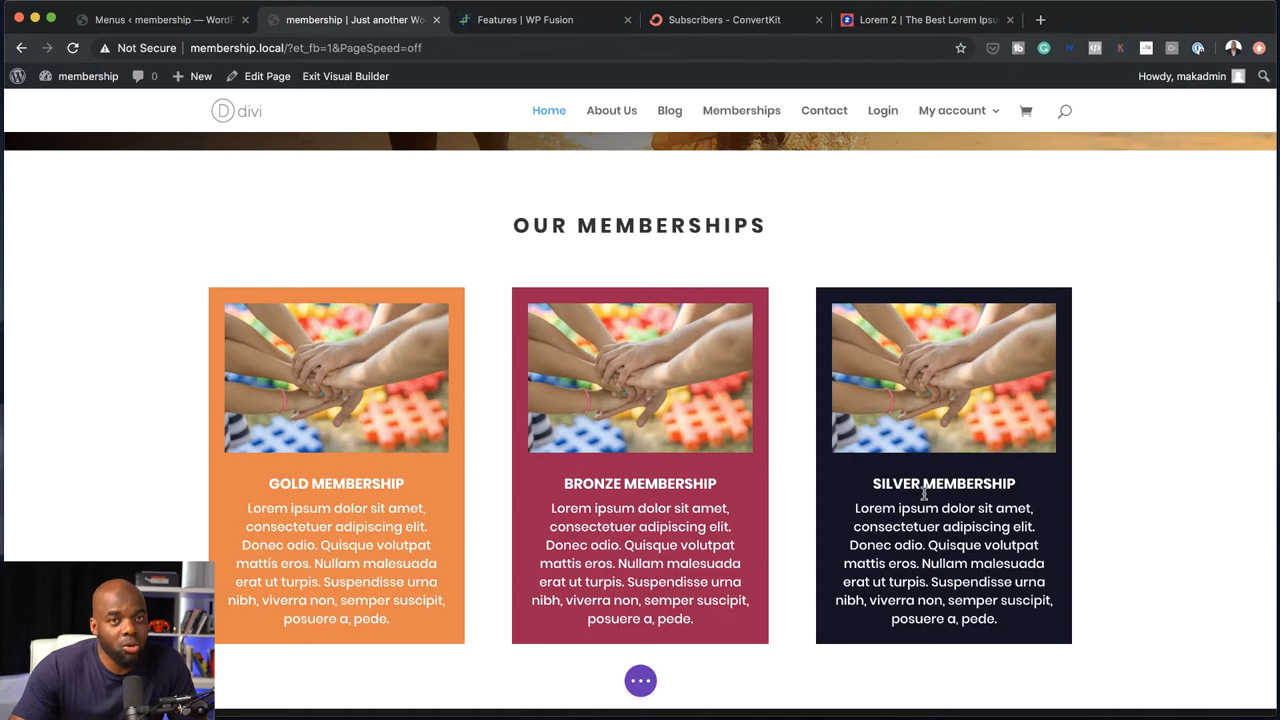 Menus ‹ membership — WordP
membership | Just another Wo
Features | WP Fusion
Subscribers - ConvertKit
Lorem 2 | The Best Lorem Ipsu
Not Secure
membership.local/?et_fb=1&PageSpeed=off
membership
0
New
Edit Page
Exit Visual Builder
Howdy, makadmin
D divi
Home
About Us
Blog
Memberships
Contact
Login
My account
OUR MEMBERSHIPS
GOLD MEMBERSHIP
Lorem ipsum dolor sit amet,
consectetuer adipiscing elit.
Donec odio. Quisque volutpat
mattis eros. Nullam malesuada
erat ut turpis. Suspendisse urna
nibh, viverra non, semper suscipit,
posuere a, pede.
BRONZE MEMBERSHIP
Lorem ipsum dolor sit amet,
consectetuer adipiscing elit.
Donec odio. Quisque volutpat
mattis eros. Nullam malesuada
erat ut turpis. Suspendisse urna
nibh, viverra non, semper suscipit,
posuere a, pede.
SILVER MEMBERSHIP
Lorem ipsum dolor sit amet,
consectetuer adipiscing elit.
Donec odio. Quisque volutpat
mattis eros. Nullam malesuada
erat ut turpis. Suspendisse urna
nibh, viverra non, semper suscipit,
posuere a, pede.